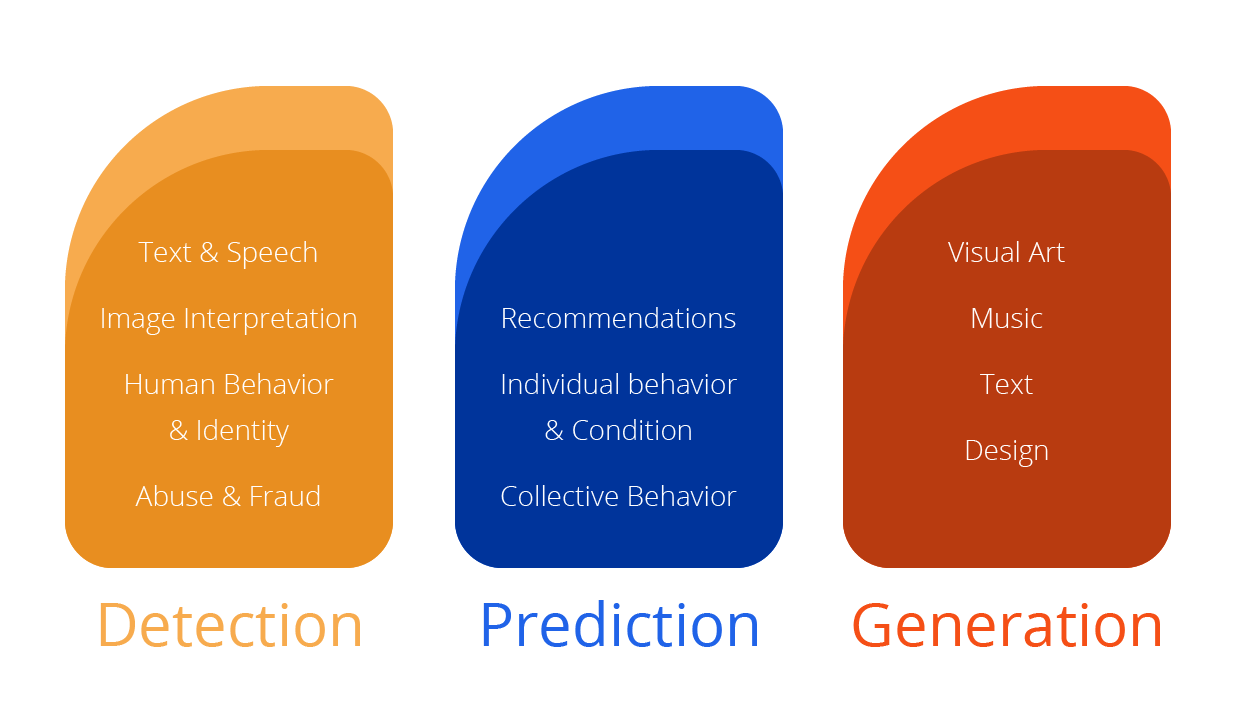 Text & Speech
Image Interpretation
Human Behavior
& Identity
Abuse & Fraud
Detection
Recommendations
Individual behavior
& Condition
Collective Behavior
Prediction
Visual Art
Music
Text
Design
Generation